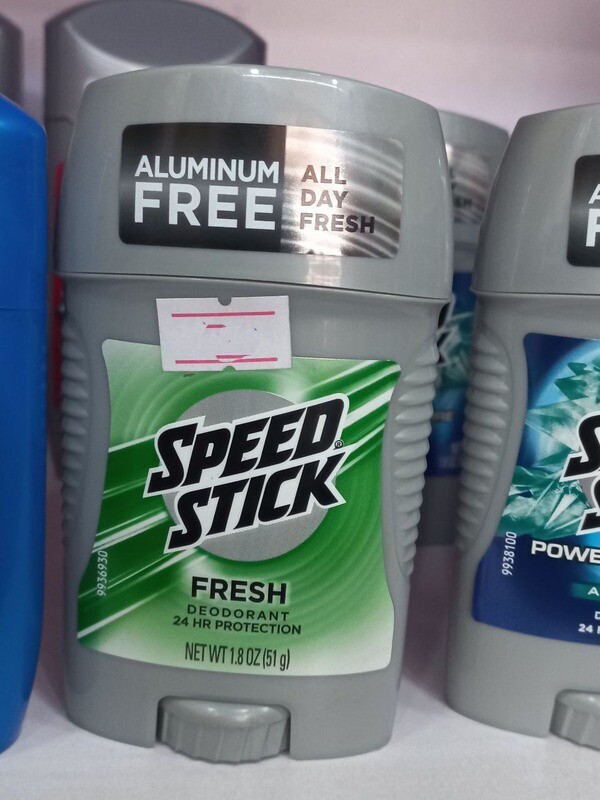 ALUMINUM
FREE
ALL
DAY
FRESH
SPEED
STICK®
FRESH
DEODORANT
24 HR PROTECTION
NET WT 1.8 OZ (51 g)
9936930
9938100
POWE
24